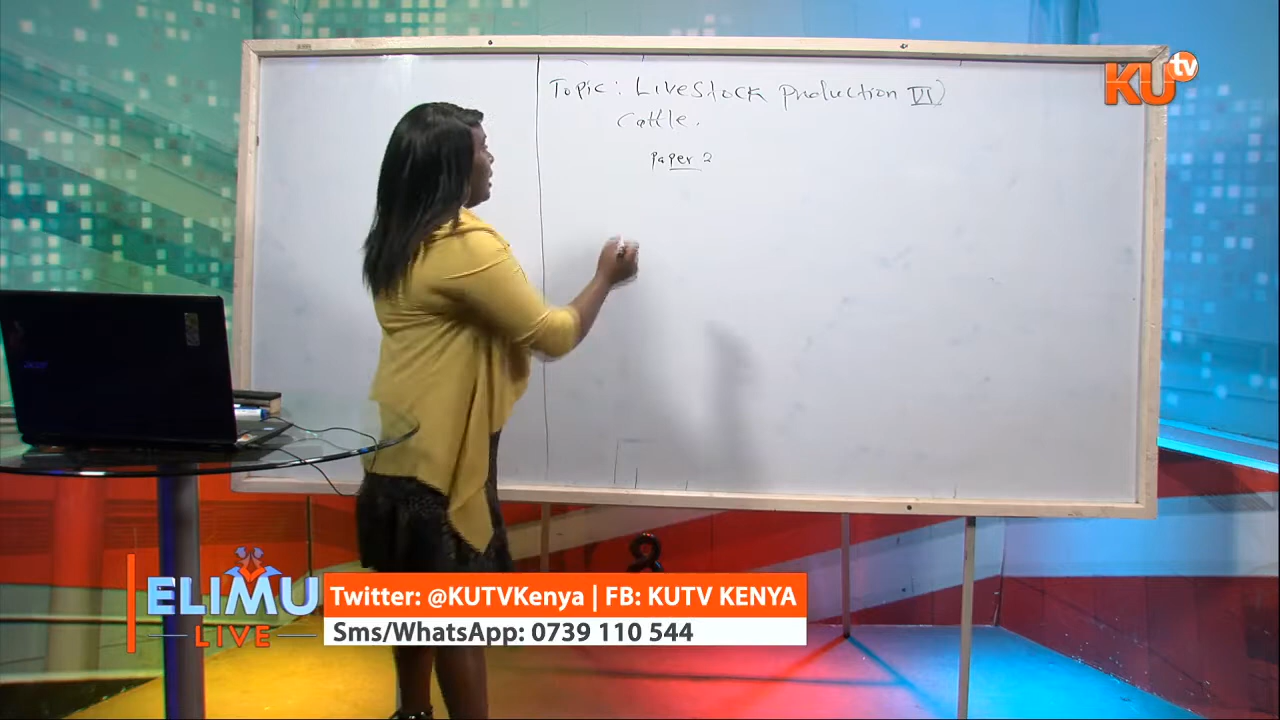 Topic: LiveStock Production VI)
Cattle.
Paper 2
KU tv
acer
ELIMU
LIVE
Twitter: @KUTVKenya | FB: KUTV KENYA
Sms/WhatsApp: 0739 110 544